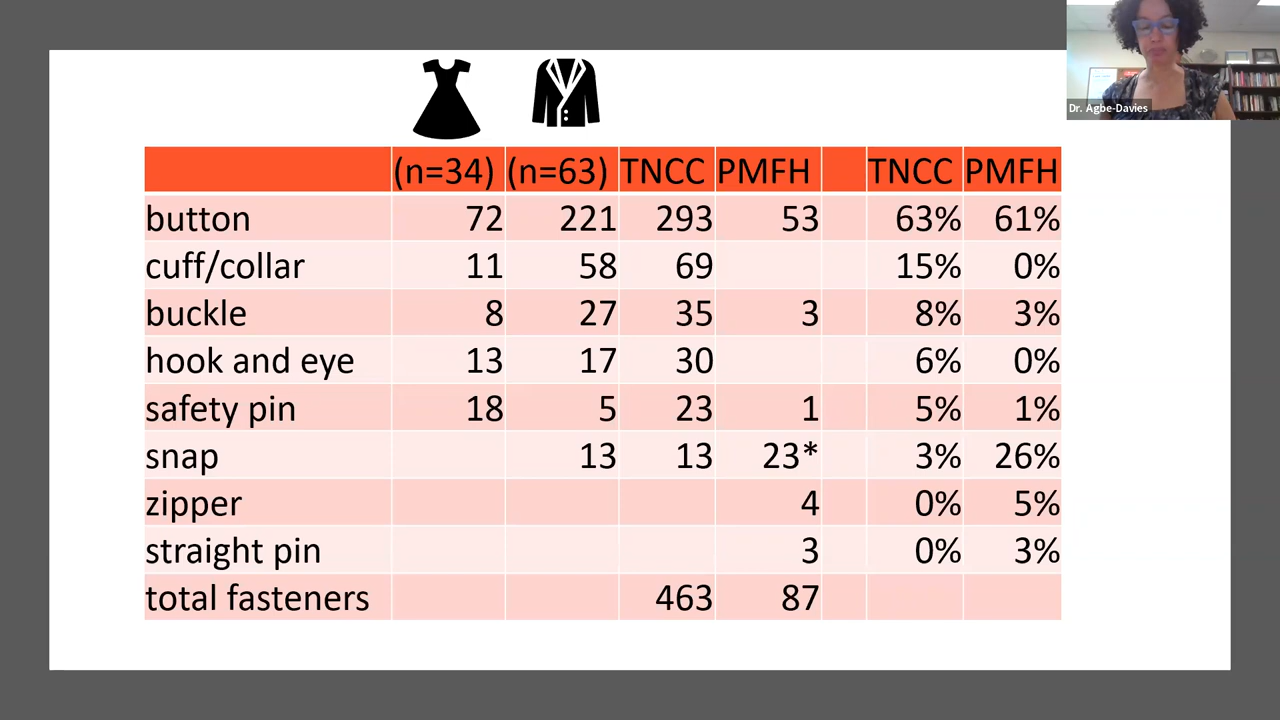 Dr. Agbe-Davies
(n=34) (n=63) TNCC PMFH TNCC PMFH
button 72 221 293 53 63% 61%
cuff/collar 11 58 69 15% 0%
buckle 8 27 35 3 8% 3%
hook and eye 13 17 30 6% 0%
safety pin 18 5 23 1 5% 1%
snap 13 13 23* 3% 26%
zipper 4 0% 5%
straight pin 3 0% 3%
total fasteners 463 87